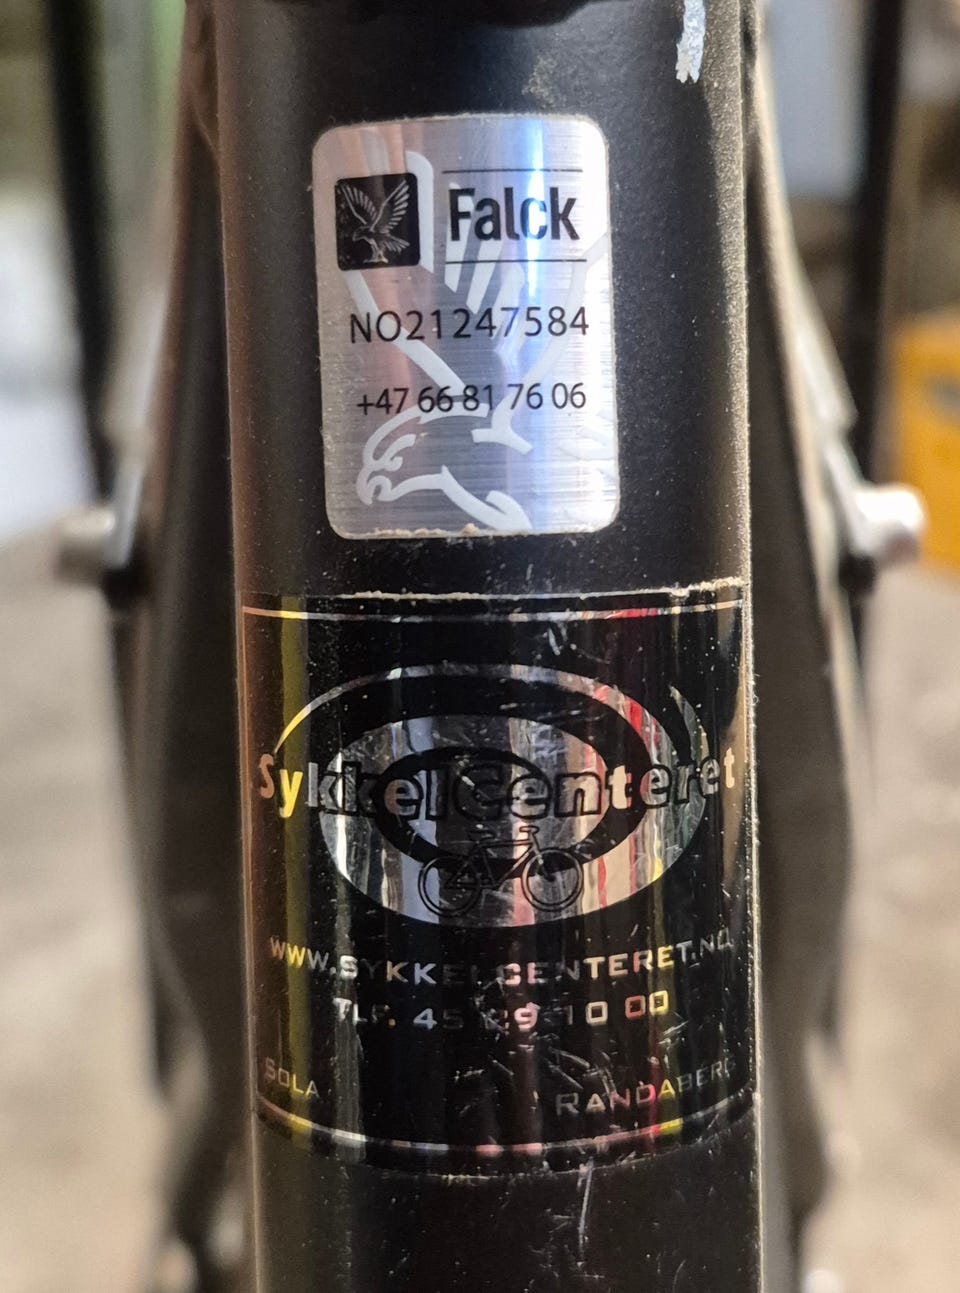 Falck
NO21247584
+47 66 81 76 06
SykkelCenteret
WWW.SYKKELCENTERET.NO
TLF. 45 29 10 00
SOLA
RANDABERG